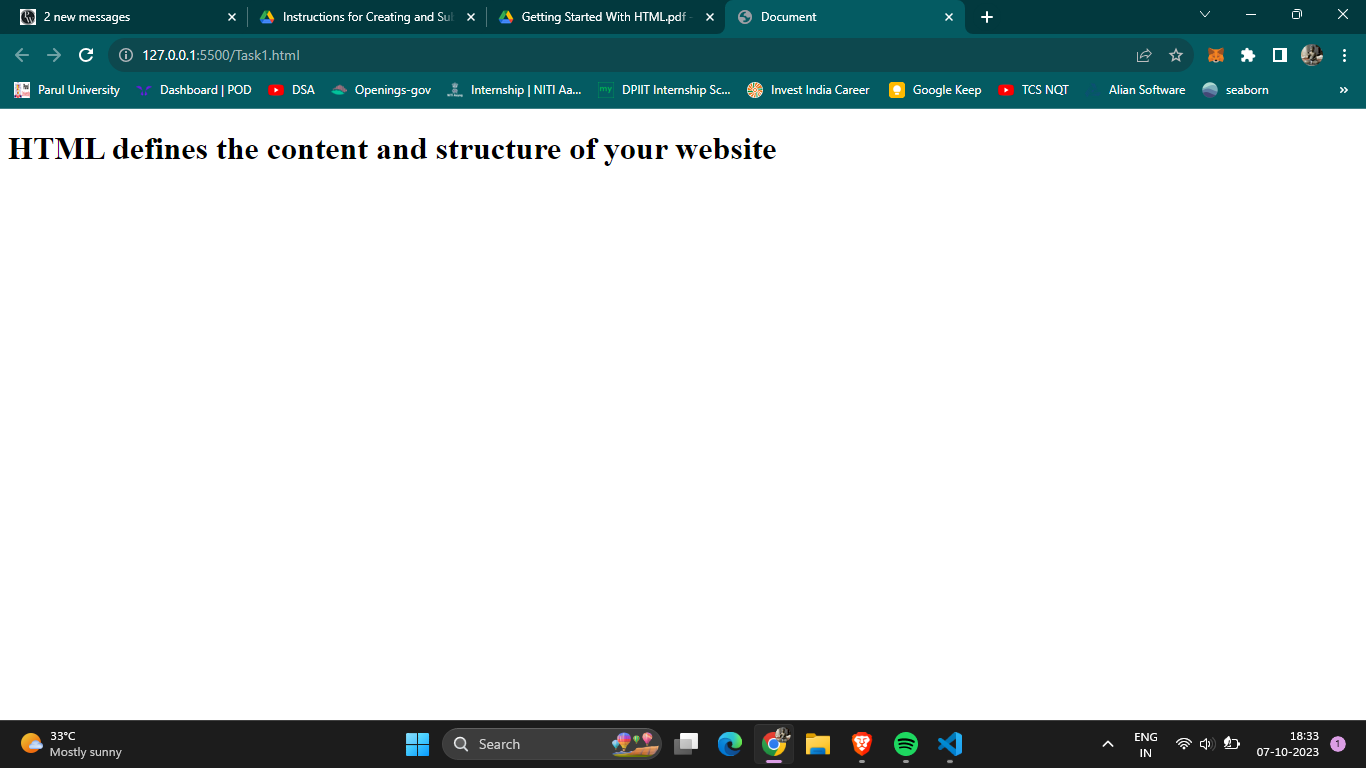 2 new messages
Instructions for Creating and Sul
Getting Started With HTML.pdf -
Document
127.0.0.1:5500/Task1.html
Parul University
Dashboard | POD
DSA
Openings-gov
Internship | NITI Aa...
DPIIT Internship Sc...
Invest India Career
Google Keep
TCS NQT
Alian Software
seaborn
»
HTML defines the content and structure of your website
33°C
Mostly sunny
Search
ENG
IN
18:33
07-10-2023
1